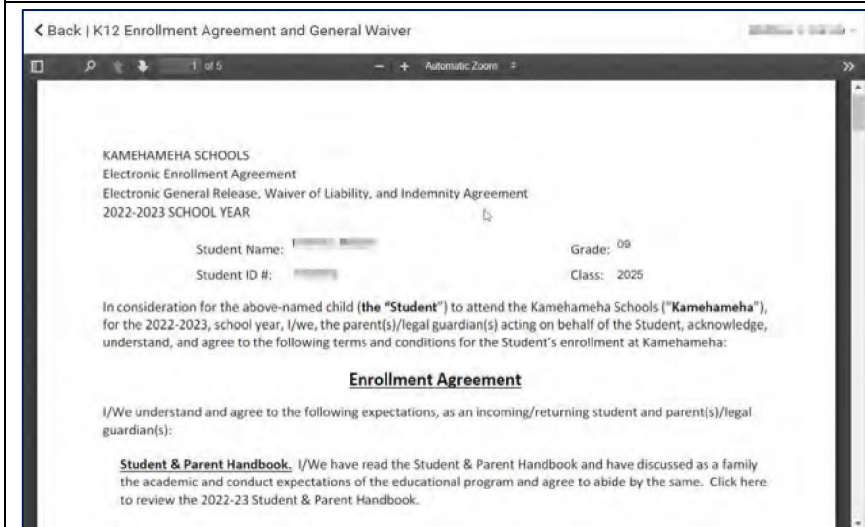 Back | K12 Enrollment Agreement and General Waiver
1 of 5 − + Automatic Zoom
KAMEHAMEHA SCHOOLS
Electronic Enrollment Agreement
Electronic General Release, Waiver of Liability, and Indemnity Agreement
2022-2023 SCHOOL YEAR
Student Name: Grade: 09
Student ID #: Class: 2025
In consideration for the above-named child (the "Student") to attend the Kamehameha Schools ("Kamehameha"),
for the 2022-2023, school year, I/we, the parent(s)/legal guardian(s) acting on behalf of the Student, acknowledge,
understand, and agree to the following terms and conditions for the Student's enrollment at Kamehameha:
Enrollment Agreement
I/We understand and agree to the following expectations, as an incoming/returning student and parent(s)/legal
guardian(s):
Student & Parent Handbook. I/We have read the Student & Parent Handbook and have discussed as a family
the academic and conduct expectations of the educational program and agree to abide by the same. Click here
to review the 2022-23 Student & Parent Handbook.